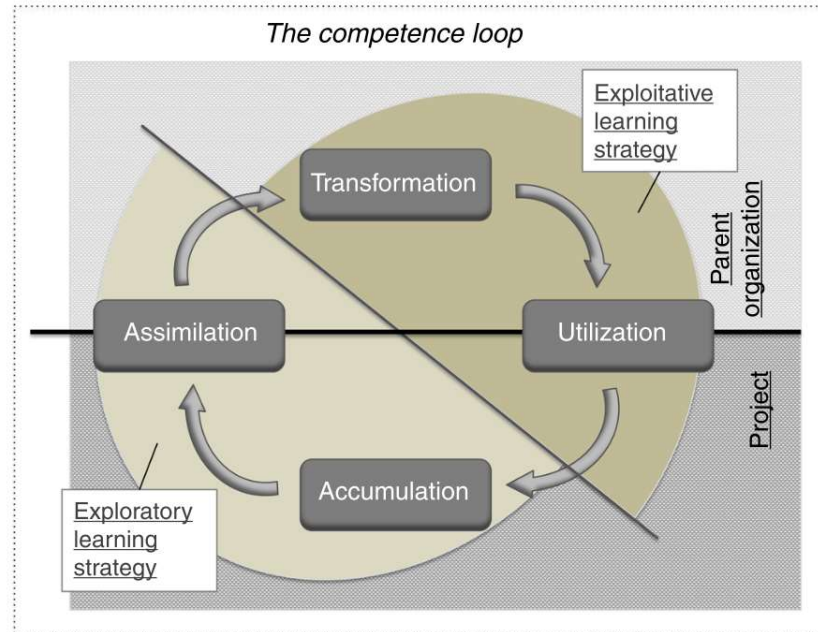 The competence loop
Exploitative
learning
strategy
Transformation
Parent
organization
Assimilation
Utilization
Project
Accumulation
Exploratory
learning
strategy